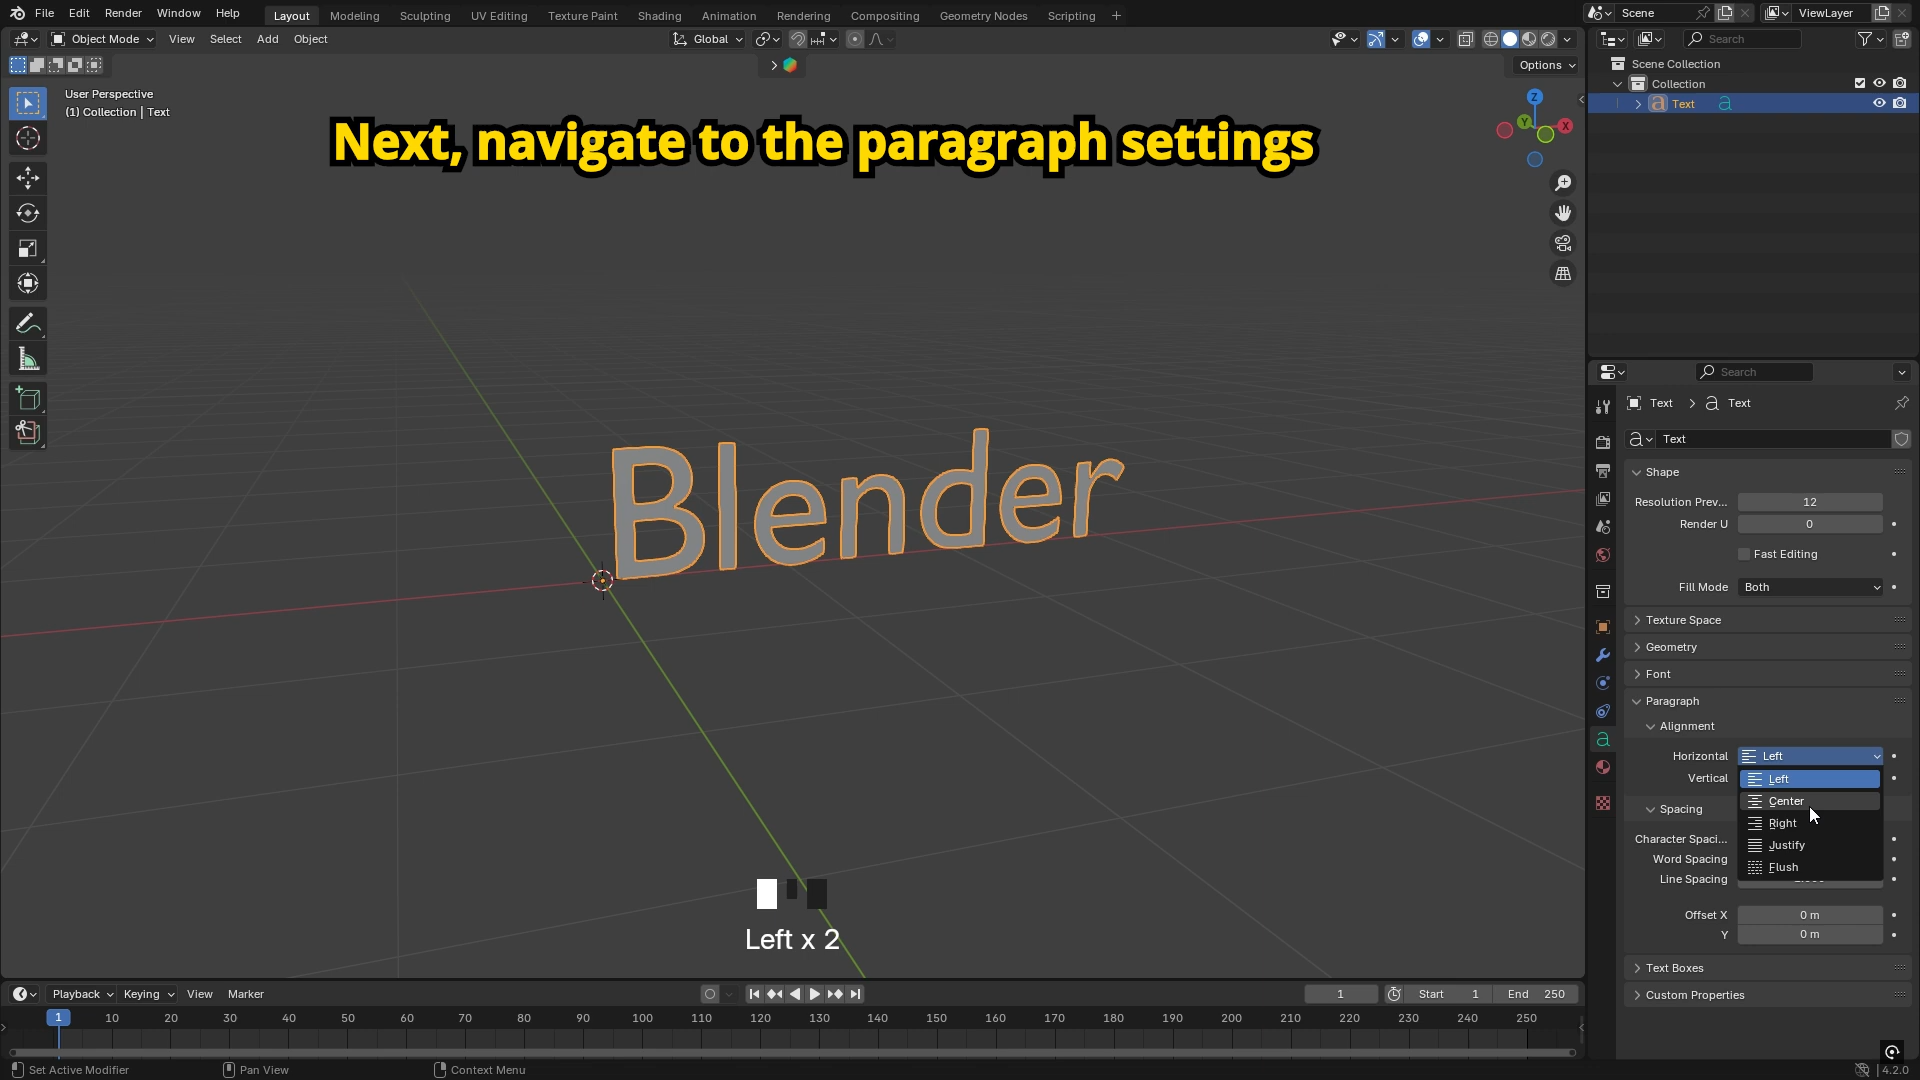 File Edit Render Window Help Layout Modeling Sculpting UV Editing Texture Paint Shading Animation Rendering Compositing Geometry Nodes Scripting Scene ViewLayer
Object Mode View Select Add Object Global Search
Options
User Perspective
(1) Collection | Text
Next, navigate to the paragraph settings
Z
Y
X
Scene Collection
Collection
Text
Blender
Search
Text > Text
Text
Shape
Resolution Prev... 12
Render U 0
Fast Editing
Fill Mode Both
Texture Space
Geometry
Font
Paragraph
Alignment
Horizontal Left
Vertical Left
Center
Spacing
Right
Character Spaci...
Justify
Word Spacing
Flush
Line Spacing
Offset X 0 m
Y 0 m
Text Boxes
Custom Properties
Left x 2
Playback Keying View Marker 1 Start 1 End 250
1 10 20 30 40 50 60 70 80 90 100 110 120 130 140 150 160 170 180 190 200 210 220 230 240 250
Set Active Modifier Pan View Context Menu 4.2.0